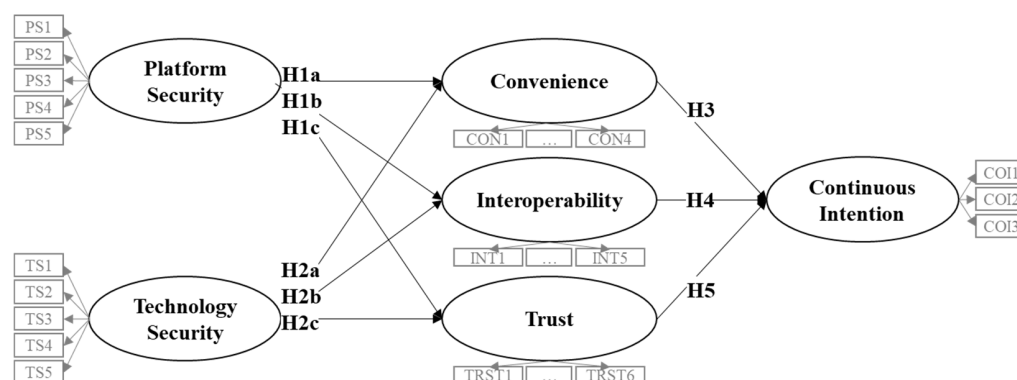 PS1
PS2
PS3
PS4
PS5
Platform
Security
H1a
H1b
H1c
Convenience
CON1
...
CON4
H3
Interoperability
INT1
...
INT5
H4
Continuous
Intention
COI1
COI2
COI3
TS1
TS2
TS3
TS4
TS5
Technology
Security
H2a
H2b
H2c
Trust
TRST1
...
TRST6
H5